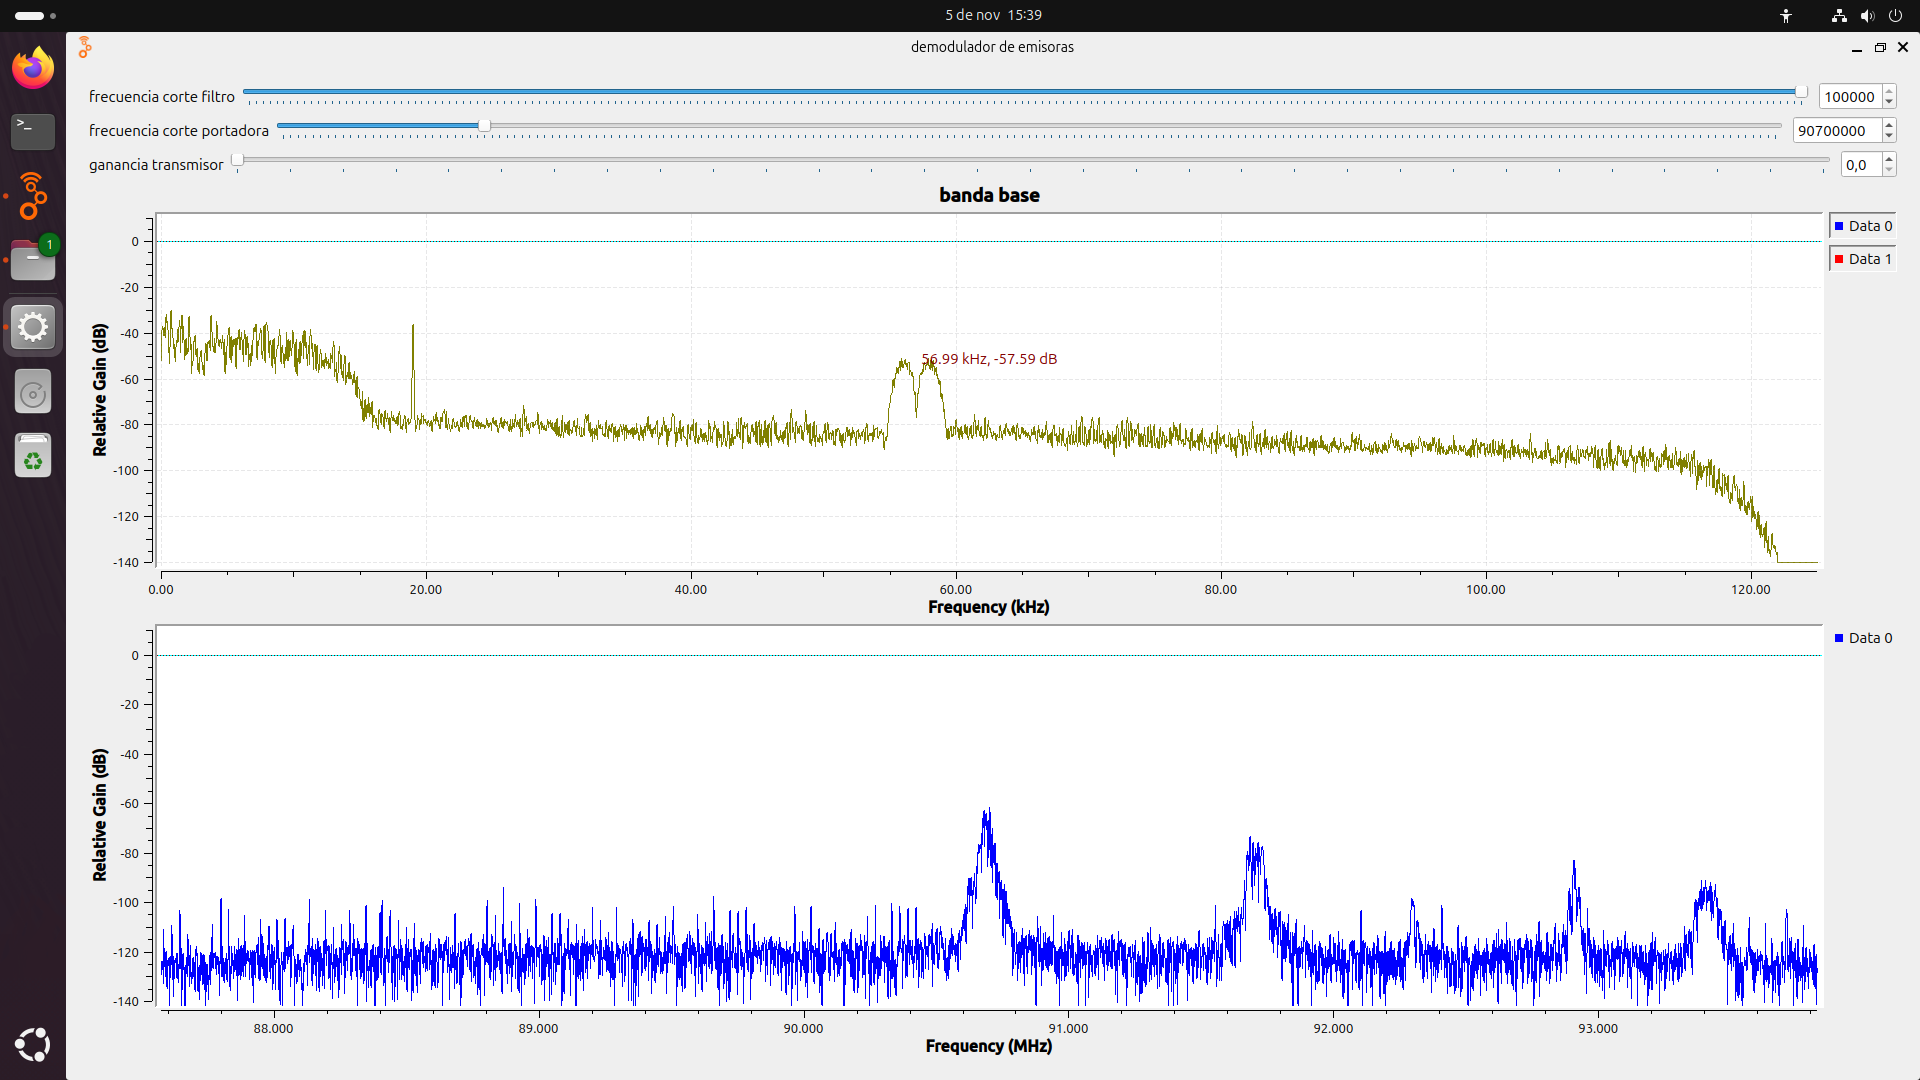 5 de nov 15:39
demodulador de emisoras
frecuencia corte filtro
100000
frecuencia corte portadora
90700000
ganancia transmisor
0,0
>_
1
banda base
Relative Gain (dB)
0
-20
-40
-60
-80
-100
-120
-140
56.99 kHz, -57.59 dB
Data 0
Data 1
0.00 20.00 40.00 60.00 80.00 100.00 120.00
Frequency (kHz)
Relative Gain (dB)
0
-20
-40
-60
-80
-100
-120
-140
Data 0
88.000 89.000 90.000 91.000 92.000 93.000
Frequency (MHz)